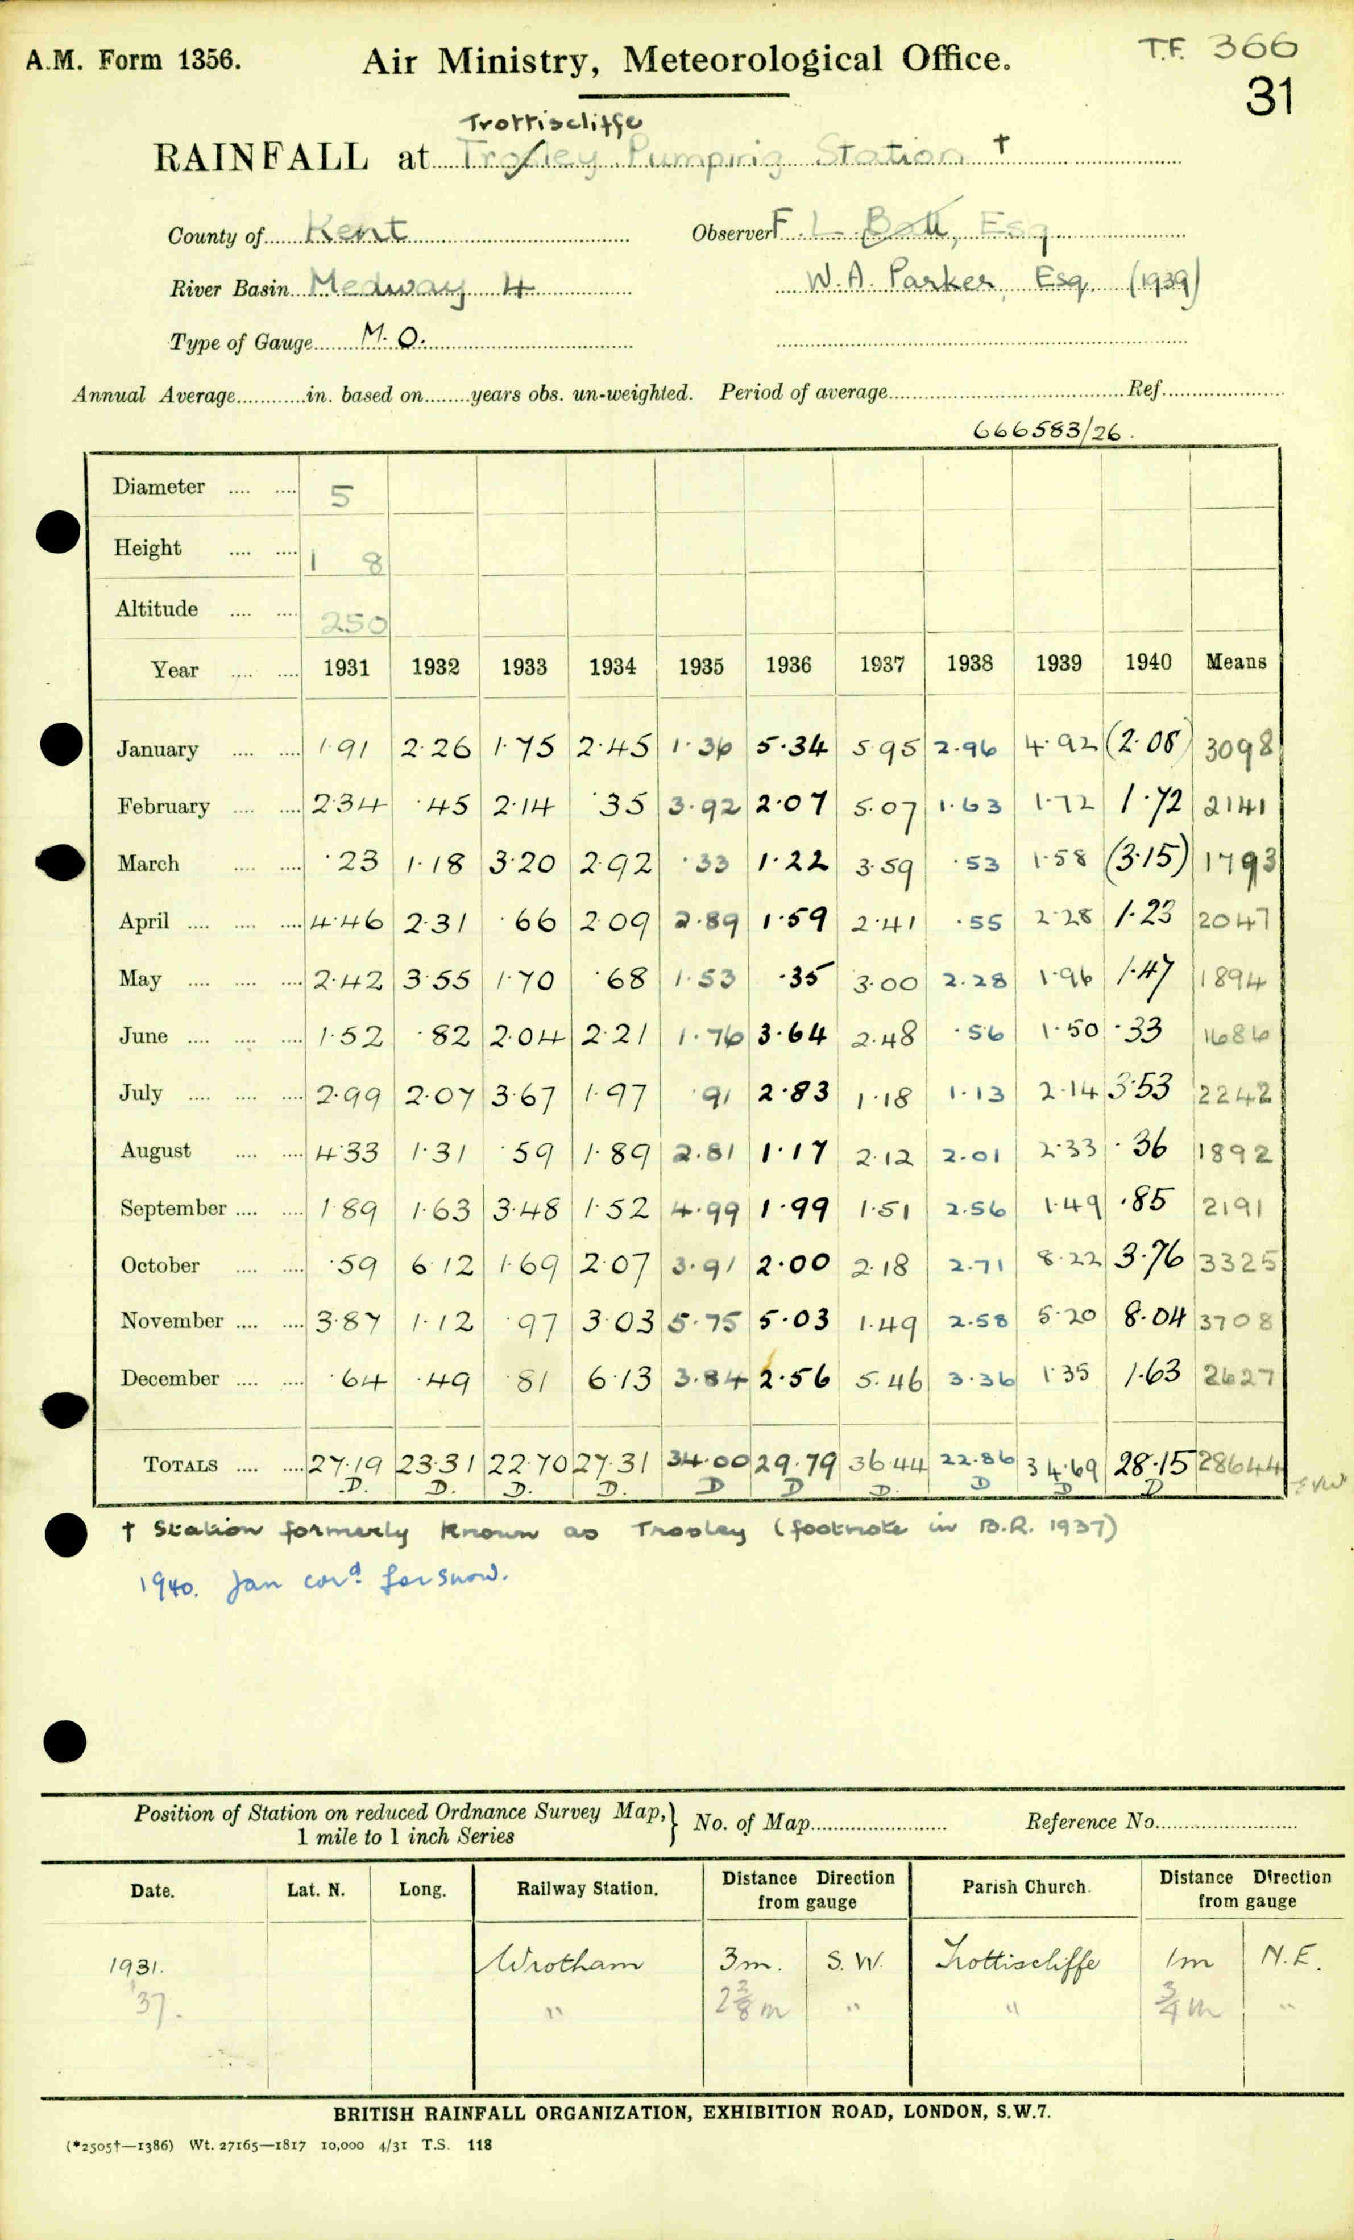 A.M. Form 1356.
Air Ministry, Meteorological Office.
T.F. 366
31
Trottiscliffe
RAINFALL at Trosley Pumping Station †
County of Kent
Observer F. L. Ball, Esq
River Basin Medway 4
W. A. Parker, Esq. (1939)
Type of Gauge M. O.
Annual Average............in. based on........years obs. un-weighted. Period of average.................... Ref....................
666583/26.
Diameter .... .... 5
Height .... .... 1 8
Altitude .... .... 250
Year .... .... 1931 1932 1933 1934 1935 1936 1937 1938 1939 1940 Means
January .... .... 1.91 2.26 1.75 2.45 1.36 5.34 5.95 2.96 4.92 (2.08) 3098
February .... .... 2.34 .45 2.14 .35 3.92 2.07 5.07 1.63 1.72 1.72 2141
March .... .... .23 1.18 3.20 2.92 .33 1.22 3.59 .53 1.58 (3.15) 1793
April .... .... .... 4.46 2.31 .66 2.09 2.89 1.59 2.41 .55 2.28 1.23 2047
May .... .... .... 2.42 3.55 1.70 .68 1.53 .35 3.00 2.28 1.96 1.47 1894
June .... .... .... 1.52 .82 2.04 2.21 1.76 3.64 2.48 .56 1.50 .33 1686
July .... .... .... 2.99 2.07 3.67 1.97 .91 2.83 1.18 1.13 2.14 3.53 2242
August .... .... 4.33 1.31 .59 1.89 2.81 1.17 2.12 2.01 2.33 .36 1892
September .... .... 1.89 1.63 3.48 1.52 4.99 1.99 1.51 2.56 1.49 .85 2191
October .... .... .59 6.12 1.69 2.07 3.91 2.00 2.18 2.71 8.22 3.76 3325
November .... .... 3.87 1.12 .97 3.03 5.75 5.03 1.49 2.58 5.20 8.04 3708
December .... .... .64 .49 .81 6.13 3.84 2.56 5.46 3.36 1.35 1.63 2627
TOTALS .... .... 27.19 23.31 22.70 27.31 34.00 29.79 36.44 22.86 34.69 28.15 28644
D. D. D. D. D D D. D D D
† Station formerly known as Trosley (footnote in B.R. 1937)
1940. Jan corᵈ for snow.
Position of Station on reduced Ordnance Survey Map,} No. of Map........................ Reference No........................
1 mile to 1 inch Series
Date. Lat. N. Long. Railway Station. Distance Direction from gauge Parish Church. Distance Direction from gauge
1931. Wrotham 3m. S. W. Trottiscliffe 1m N. E.
'37. " 2⅜ m " " ¾ m "
BRITISH RAINFALL ORGANIZATION, EXHIBITION ROAD, LONDON, S.W.7.
(*2505†—1386) Wt. 27165—1817 10,000 4/31 T.S. 118